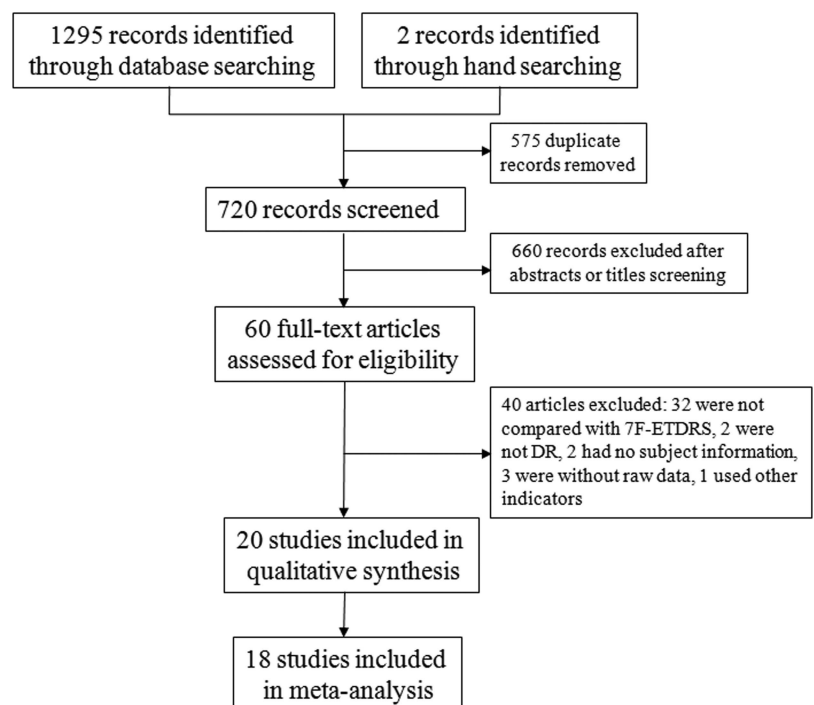 1295 records identified
through database searching
2 records identified
through hand searching
575 duplicate
records removed
720 records screened
660 records excluded after
abstracts or titles screening
60 full-text articles
assessed for eligibility
40 articles excluded: 32 were not
compared with 7F-ETDRS, 2 were
not DR, 2 had no subject information,
3 were without raw data, 1 used other
indicators
20 studies included in
qualitative synthesis
18 studies included
in meta-analysis